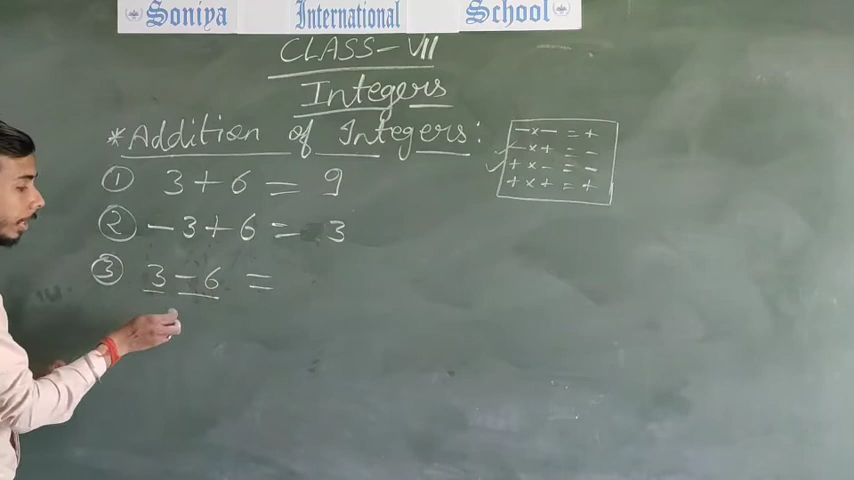 Soniya International School
CLASS-VII
Integers
*Addition of Integers:
① 3+6 = 9
② -3+6 = 3
③ 3-6 =
-x- = +
-x+ = -
+x- = -
+x+ = +